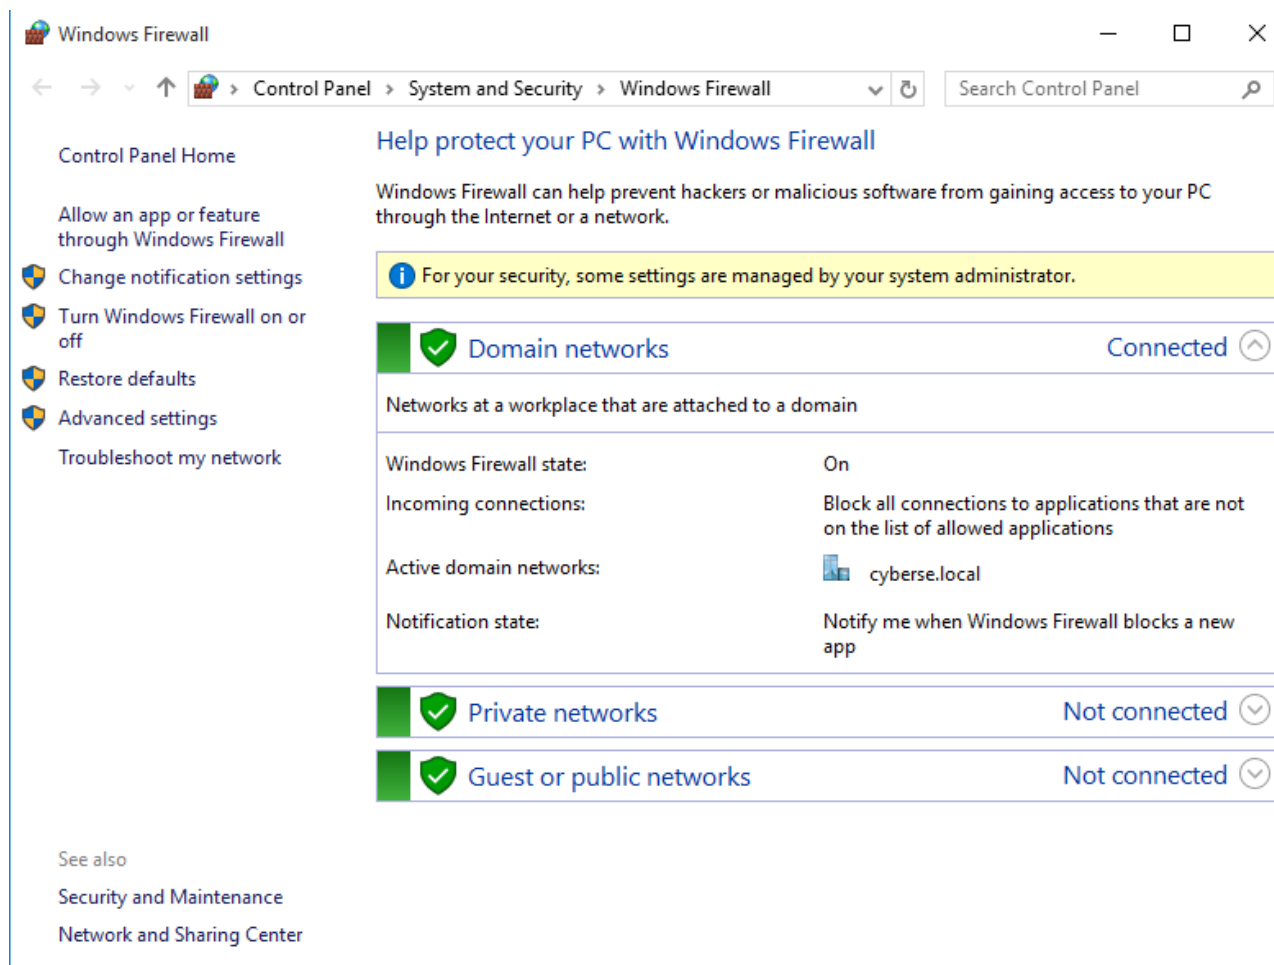 Windows Firewall
Control Panel > System and Security > Windows Firewall
Search Control Panel
Control Panel Home
Allow an app or feature
through Windows Firewall
Change notification settings
Turn Windows Firewall on or
off
Restore defaults
Advanced settings
Troubleshoot my network
See also
Security and Maintenance
Network and Sharing Center
Help protect your PC with Windows Firewall
Windows Firewall can help prevent hackers or malicious software from gaining access to your PC
through the Internet or a network.
For your security, some settings are managed by your system administrator.
Domain networks Connected
Networks at a workplace that are attached to a domain
Windows Firewall state: On
Incoming connections: Block all connections to applications that are not
on the list of allowed applications
Active domain networks: cyberse.local
Notification state: Notify me when Windows Firewall blocks a new
app
Private networks Not connected
Guest or public networks Not connected